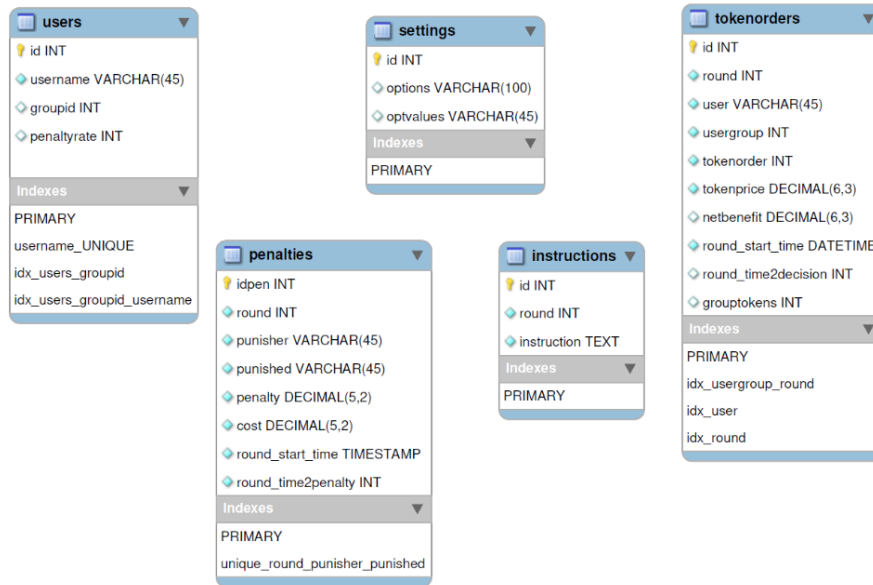 users
id INT
username VARCHAR(45)
groupid INT
penaltyrate INT
Indexes
PRIMARY
username_UNIQUE
idx_users_groupid
idx_users_groupid_username
settings
id INT
options VARCHAR(100)
optvalues VARCHAR(45)
Indexes
PRIMARY
tokenorders
id INT
round INT
user VARCHAR(45)
usergroup INT
tokenorder INT
tokenprice DECIMAL(6,3)
netbenefit DECIMAL(6,3)
round_start_time DATETIME
round_time2decision INT
grouptokens INT
Indexes
PRIMARY
idx_usergroup_round
idx_user
idx_round
penalties
idpen INT
round INT
punisher VARCHAR(45)
punished VARCHAR(45)
penalty DECIMAL(5,2)
cost DECIMAL(5,2)
round_start_time TIMESTAMP
round_time2penalty INT
Indexes
PRIMARY
unique_round_punisher_punished
instructions
id INT
round INT
instruction TEXT
Indexes
PRIMARY